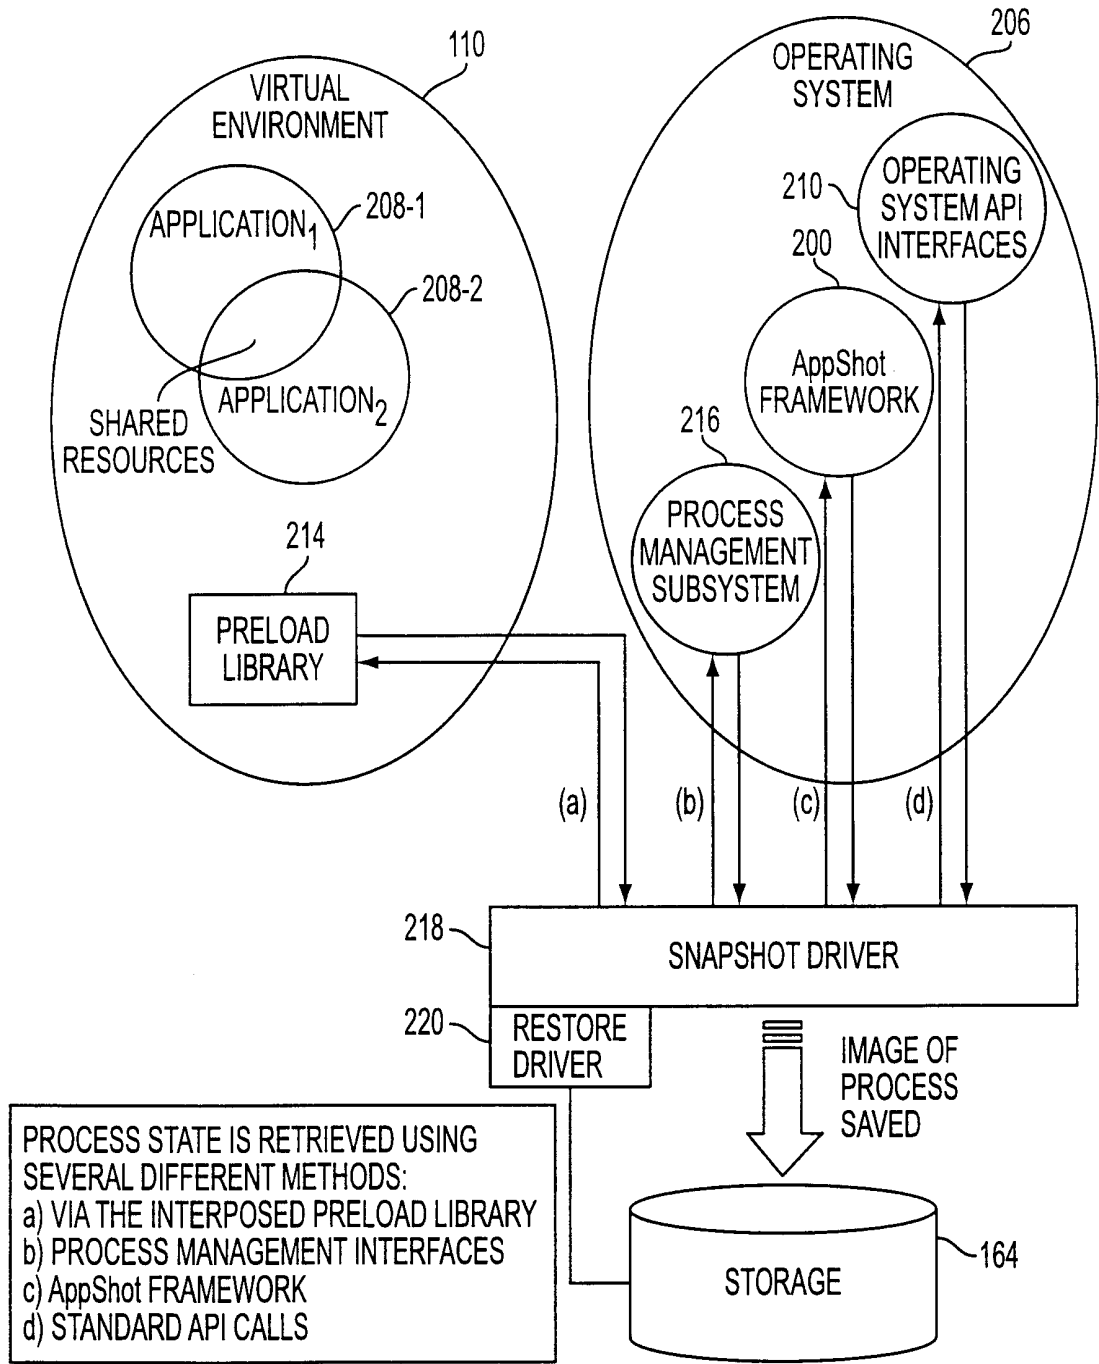 110
VIRTUAL
ENVIRONMENT
APPLICATION1
208-1
208-2
APPLICATION2
SHARED
RESOURCES
214
PRELOAD
LIBRARY
206
OPERATING
SYSTEM
210
OPERATING
SYSTEM API
INTERFACES
200
AppShot
FRAMEWORK
216
PROCESS
MANAGEMENT
SUBSYSTEM
(a)
(b)
(c)
(d)
218
SNAPSHOT DRIVER
220
RESTORE
DRIVER
IMAGE OF
PROCESS
SAVED
PROCESS STATE IS RETRIEVED USING
SEVERAL DIFFERENT METHODS:
a) VIA THE INTERPOSED PRELOAD LIBRARY
b) PROCESS MANAGEMENT INTERFACES
c) AppShot FRAMEWORK
d) STANDARD API CALLS
STORAGE
164